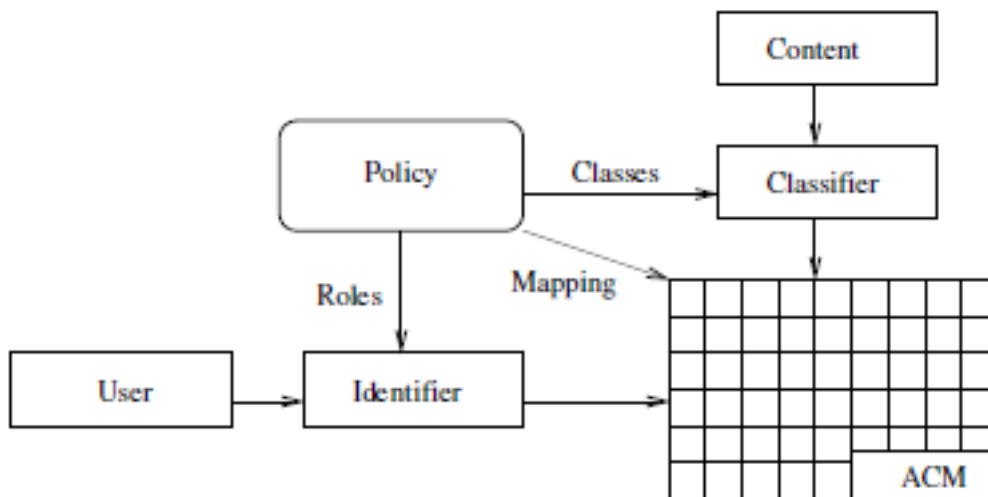 Content
Policy
Classes
Classifier
Mapping
Roles
User
Identifier
ACM